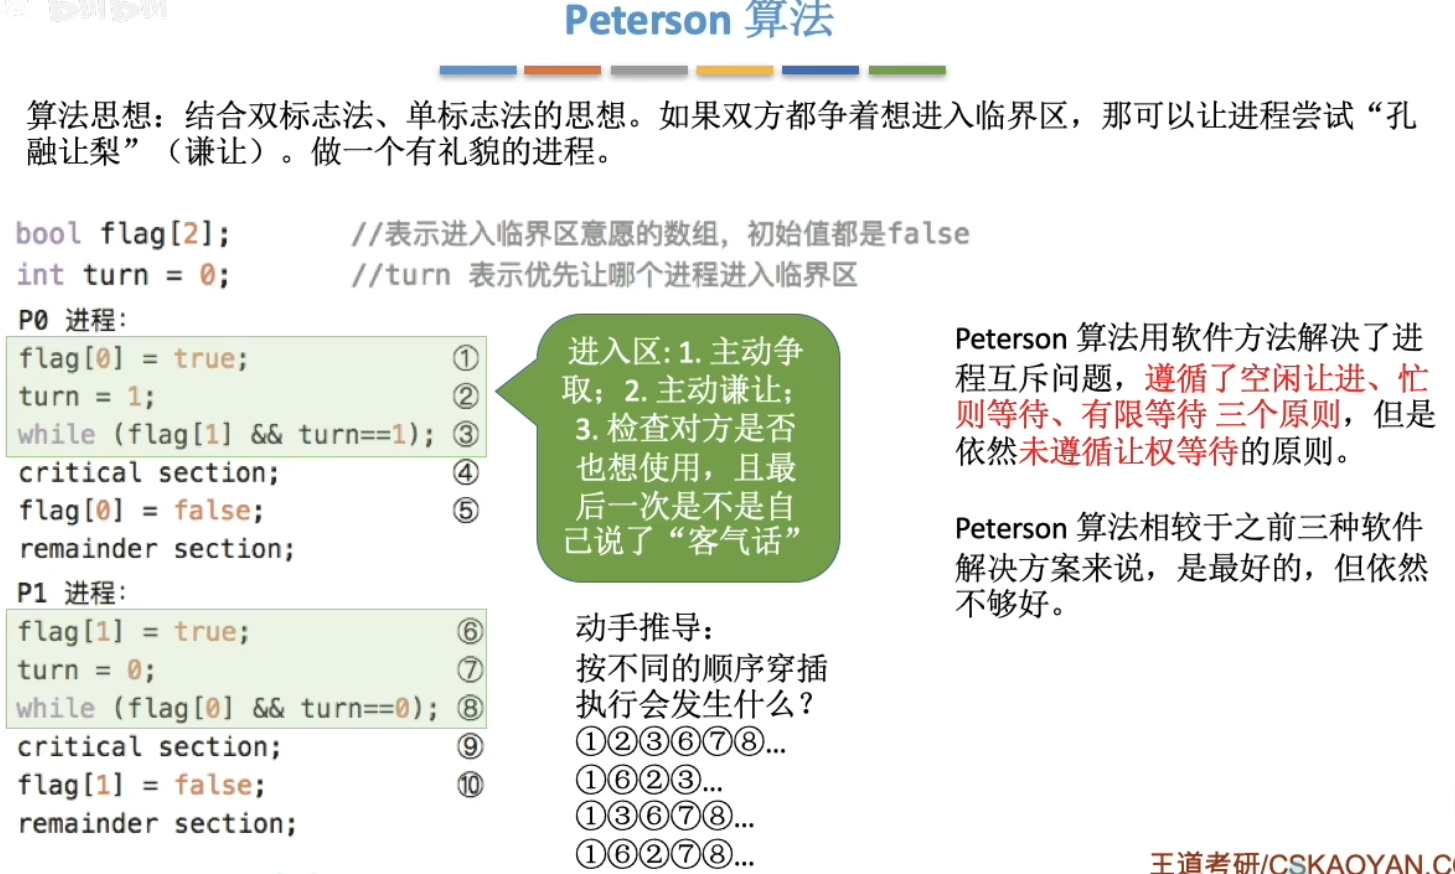 Peterson 算法
算法思想：结合双标志法、单标志法的思想。如果双方都争着想进入临界区，那可以让进程尝试“孔
融让梨”（谦让）。做一个有礼貌的进程。
bool flag[2]; //表示进入临界区意愿的数组，初始值都是false
int turn = 0; //turn 表示优先让哪个进程进入临界区
P0 进程：
flag[0] = true; ①
turn = 1; ②
while (flag[1] && turn==1); ③
critical section; ④
flag[0] = false; ⑤
remainder section;
P1 进程：
flag[1] = true; ⑥
turn = 0; ⑦
while (flag[0] && turn==0); ⑧
critical section; ⑨
flag[1] = false; ⑩
remainder section;
进入区：1. 主动争
取；2. 主动谦让；
3. 检查对方是否
也想使用，且最
后一次是不是自
己说了“客气话”
动手推导：
按不同的顺序穿插
执行会发生什么？
①②③⑥⑦⑧...
①⑥②③...
①③⑥⑦⑧...
①⑥②⑦⑧...
Peterson 算法用软件方法解决了进
程互斥问题，遵循了空闲让进、忙
则等待、有限等待 三个原则，但是
依然未遵循让权等待的原则。
Peterson 算法相较于之前三种软件
解决方案来说，是最好的，但依然
不够好。
王道考研/CSKAOYAN.C